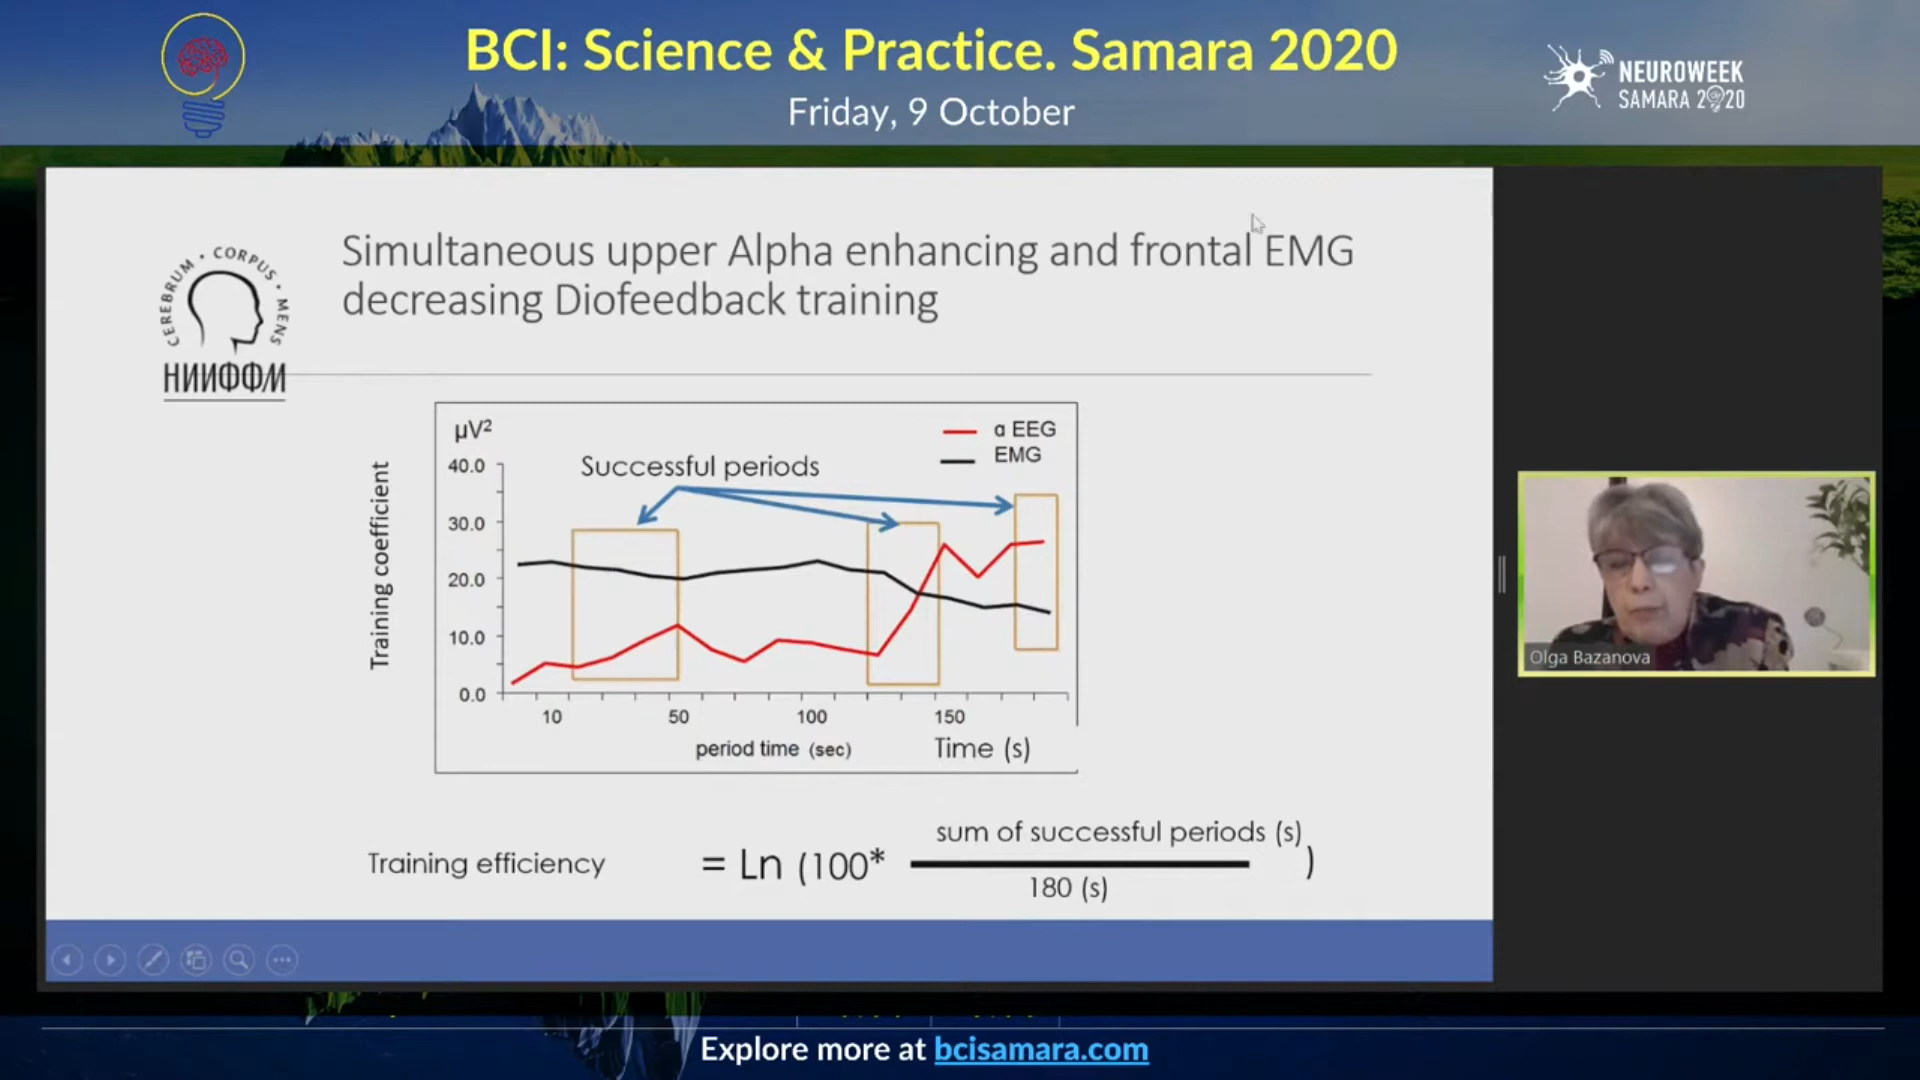 BCI: Science & Practice. Samara 2020
Friday, 9 October
NEUROWEEK
SAMARA 2020
CEREBRUM • CORPUS • MENS
НИИФФМ
Simultaneous upper Alpha enhancing and frontal EMG
decreasing Diofeedback training
Training coefficient
µV²
α EEG
EMG
Successful periods
40.0
30.0
20.0
10.0
0.0
10 50 100 150
period time (sec) Time (s)
Training efficiency = Ln (100* sum of successful periods (s) )
180 (s)
Olga Bazanova
Explore more at bcisamara.com